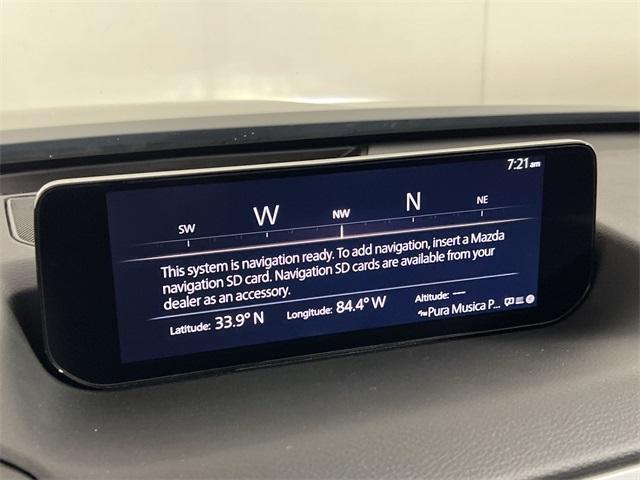 7:21 am
SW W NW N NE
This system is navigation ready. To add navigation, insert a Mazda
navigation SD card. Navigation SD cards are available from your
dealer as an accessory.
Latitude: 33.9° N Longitude: 84.4° W Altitude: ---
Pura Musica P...